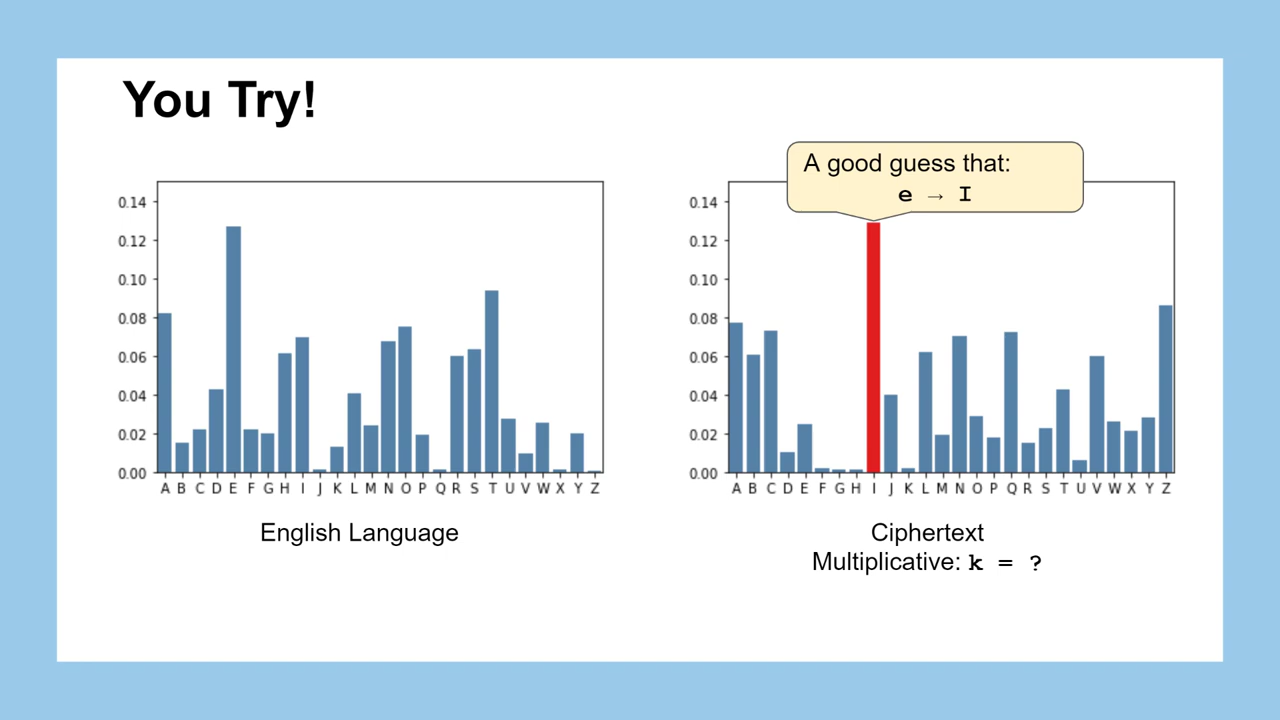 You Try!
A good guess that:
e → I
0.14
0.12
0.10
0.08
0.06
0.04
0.02
0.00
A B C D E F G H I J K L M N O P Q R S T U V W X Y Z
English Language
0.14
0.12
0.10
0.08
0.06
0.04
0.02
0.00
A B C D E F G H I J K L M N O P Q R S T U V W X Y Z
Ciphertext
Multiplicative: k = ?